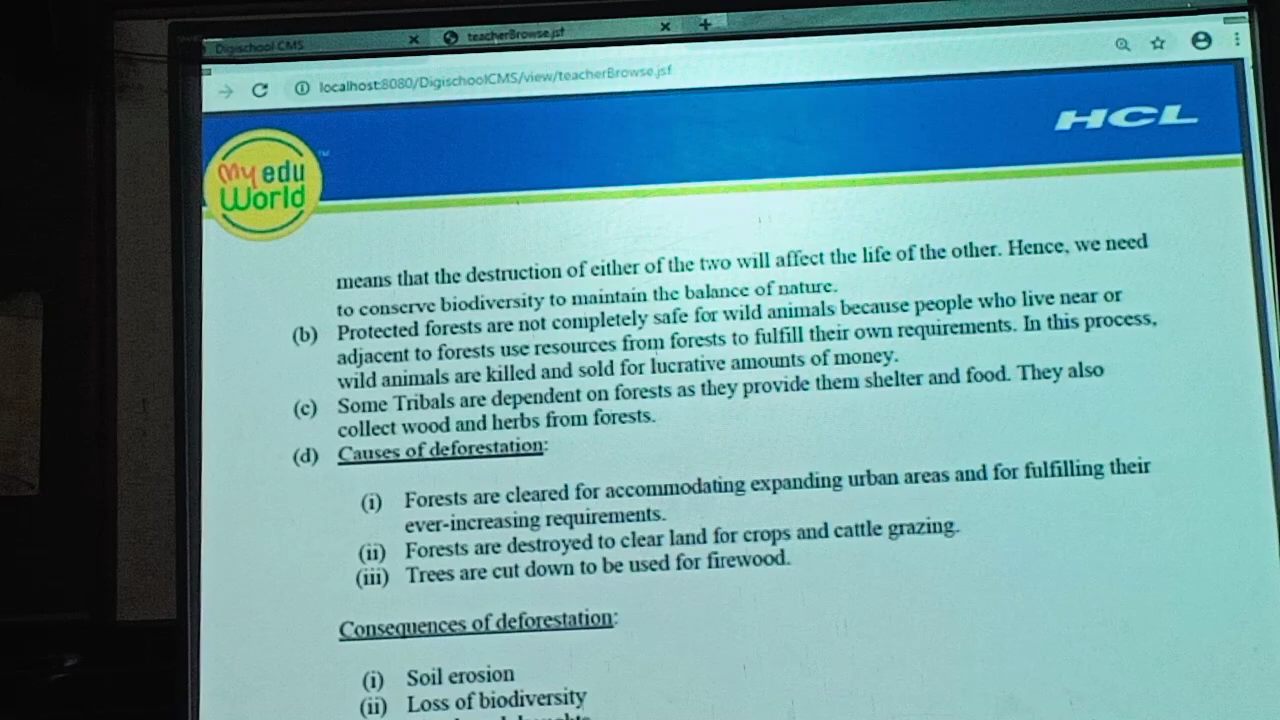 Digischool CMS
teacherBrowse.jsf
localhost:8080/DigischoolCMS/view/teacherBrowse.jsf
HCL
My edu
World
TM
means that the destruction of either of the two will affect the life of the other. Hence, we need
to conserve biodiversity to maintain the balance of nature.
(b) Protected forests are not completely safe for wild animals because people who live near or
adjacent to forests use resources from forests to fulfill their own requirements. In this process,
wild animals are killed and sold for lucrative amounts of money.
(c) Some Tribals are dependent on forests as they provide them shelter and food. They also
collect wood and herbs from forests.
(d) Causes of deforestation:
(i) Forests are cleared for accommodating expanding urban areas and for fulfilling their
ever-increasing requirements.
(ii) Forests are destroyed to clear land for crops and cattle grazing.
(iii) Trees are cut down to be used for firewood.
Consequences of deforestation:
(i) Soil erosion
(ii) Loss of biodiversity